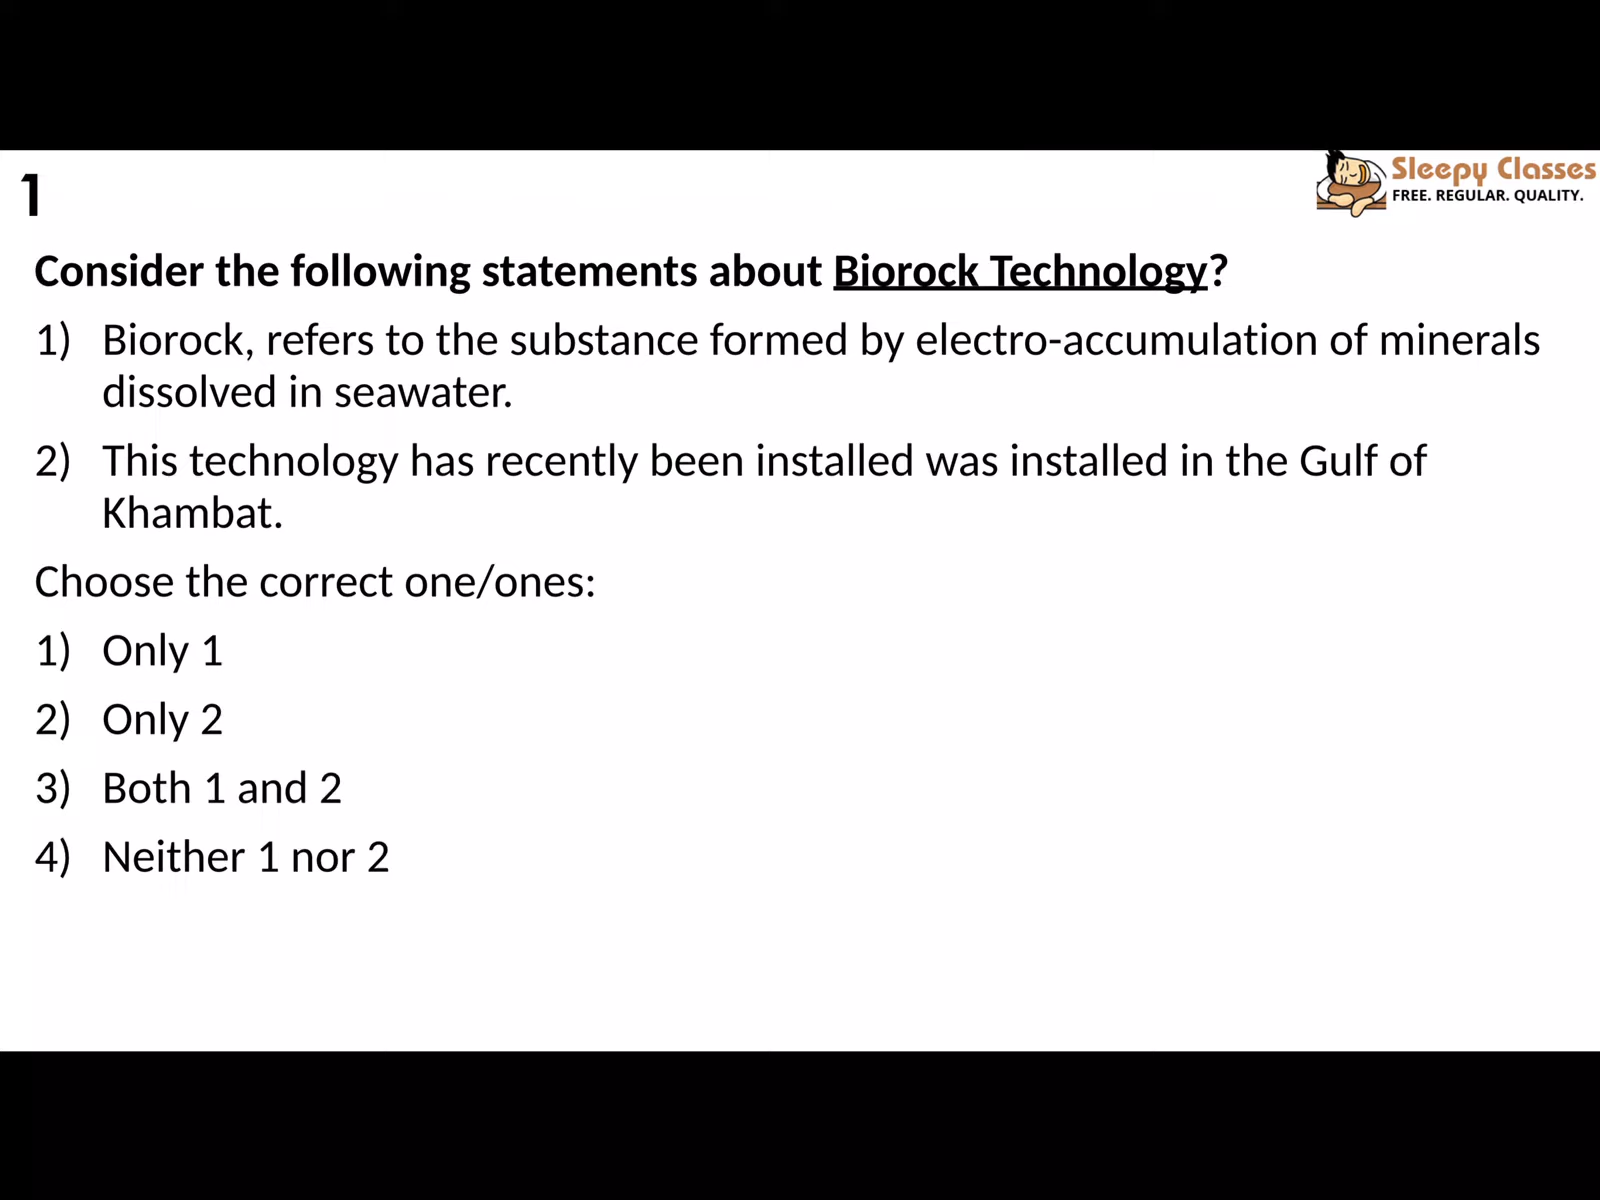 1
Sleepy Classes
FREE. REGULAR. QUALITY.
Consider the following statements about Biorock Technology?
1) Biorock, refers to the substance formed by electro-accumulation of minerals
dissolved in seawater.
2) This technology has recently been installed was installed in the Gulf of
Khambat.
Choose the correct one/ones:
1) Only 1
2) Only 2
3) Both 1 and 2
4) Neither 1 nor 2